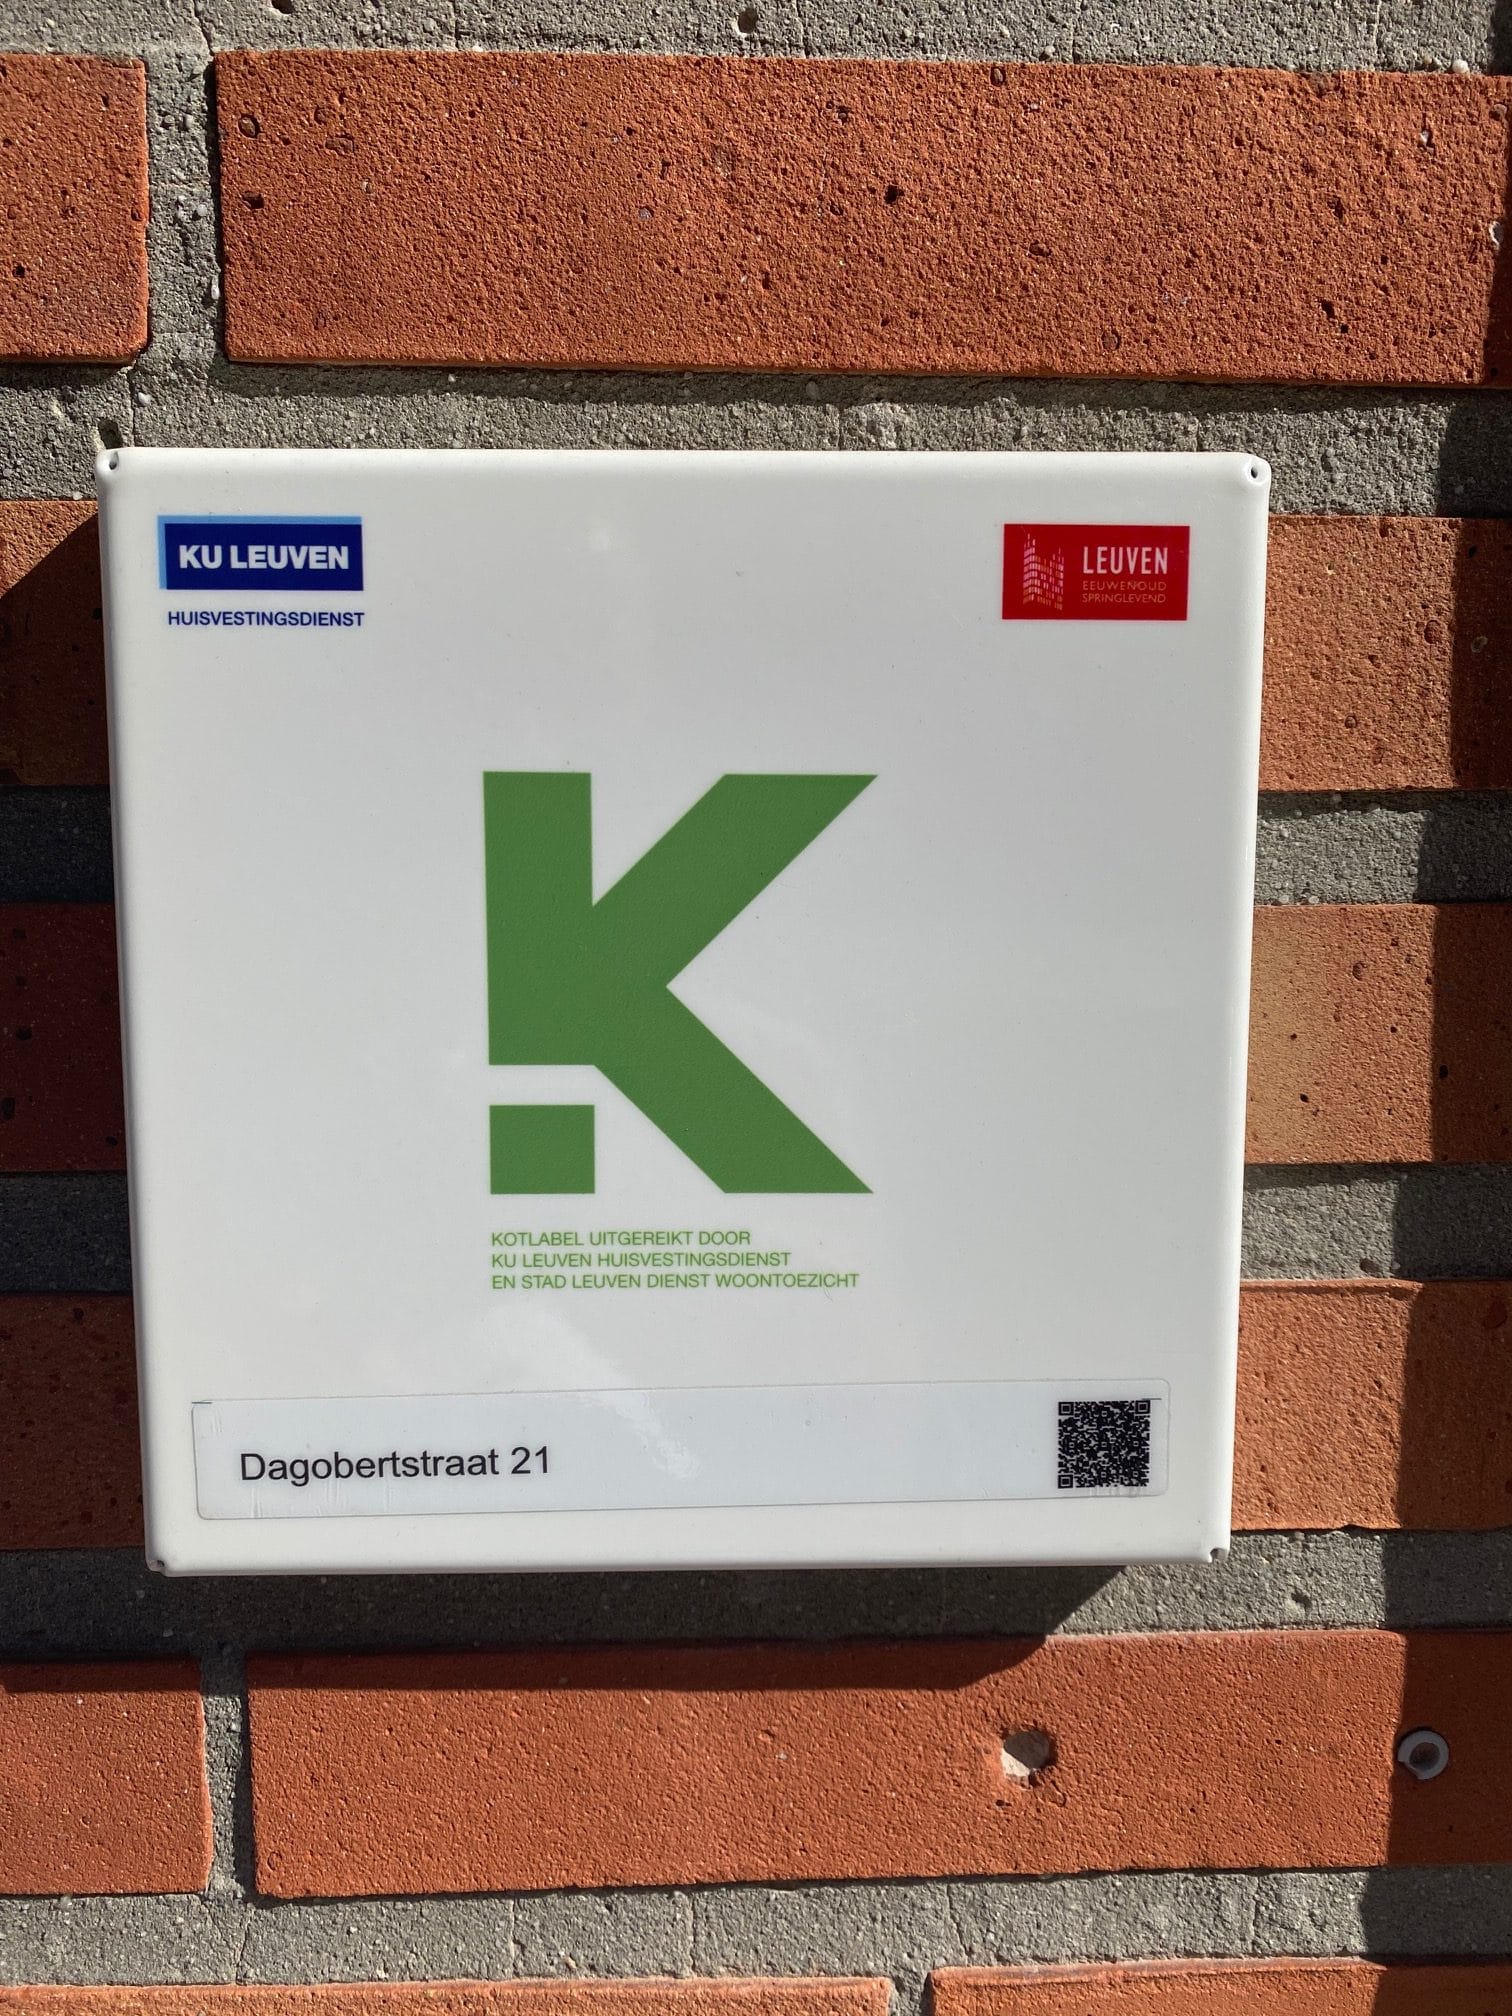 KU LEUVEN
HUISVESTINGSDIENST
LEUVEN
EEUWENOUD
SPRINGLEVEND
KOTLABEL UITGEREIKT DOOR
KU LEUVEN HUISVESTINGSDIENST
EN STAD LEUVEN DIENST WOONTOEZICHT
Dagobertstraat 21